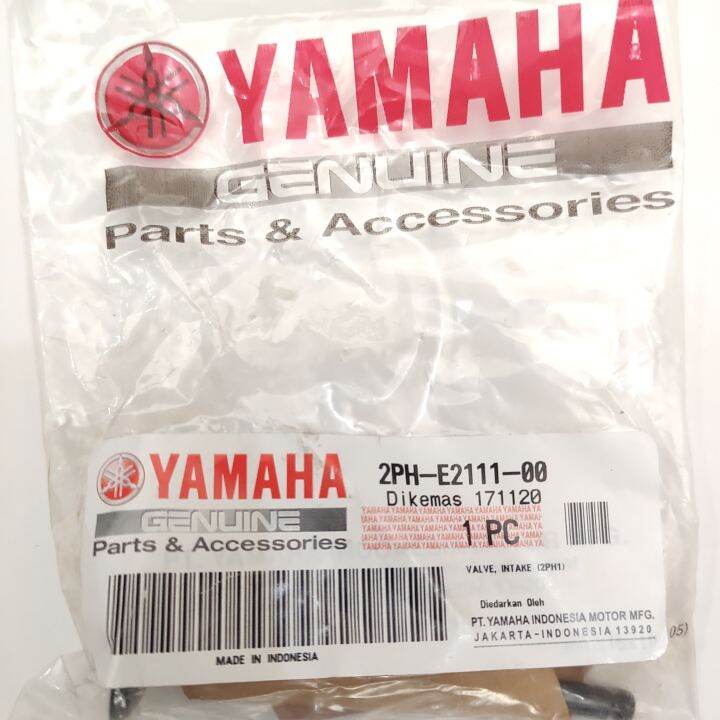 YAMAHA
GENUINE
Parts & Accessories
YAMAHA
GENUINE
Parts & Accessories
2PH-E2111-00
Dikemas 171120
1 PC
VALVE, INTAKE (2PH1)
Diedarkan Oleh
PT. YAMAHA INDONESIA MOTOR MFG.
JAKARTA-INDONESIA 13920
MADE IN INDONESIA